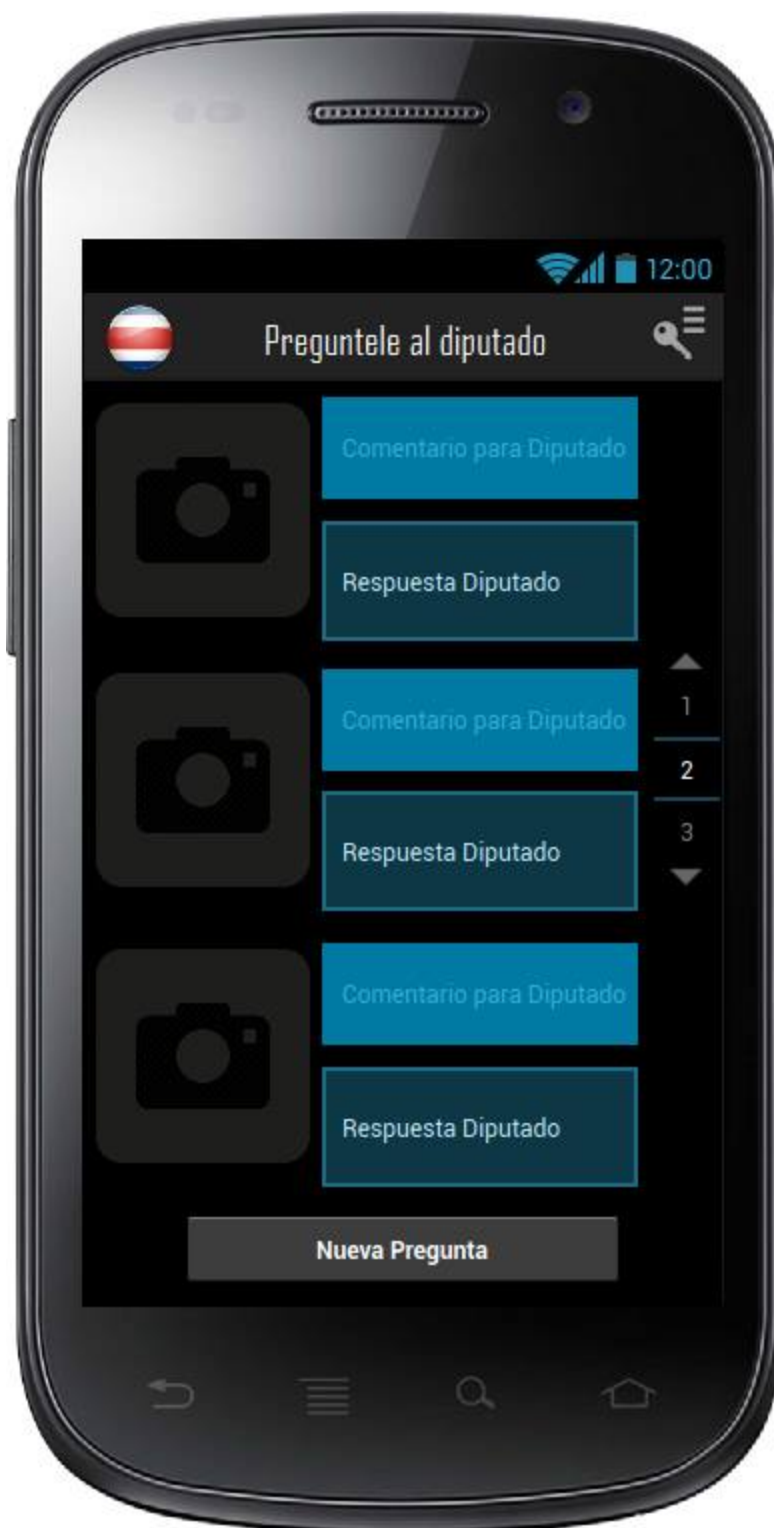 12:00
Preguntele al diputado
Comentario para Diputado
Respuesta Diputado
Comentario para Diputado
Respuesta Diputado
1
2
3
Comentario para Diputado
Respuesta Diputado
Nueva Pregunta